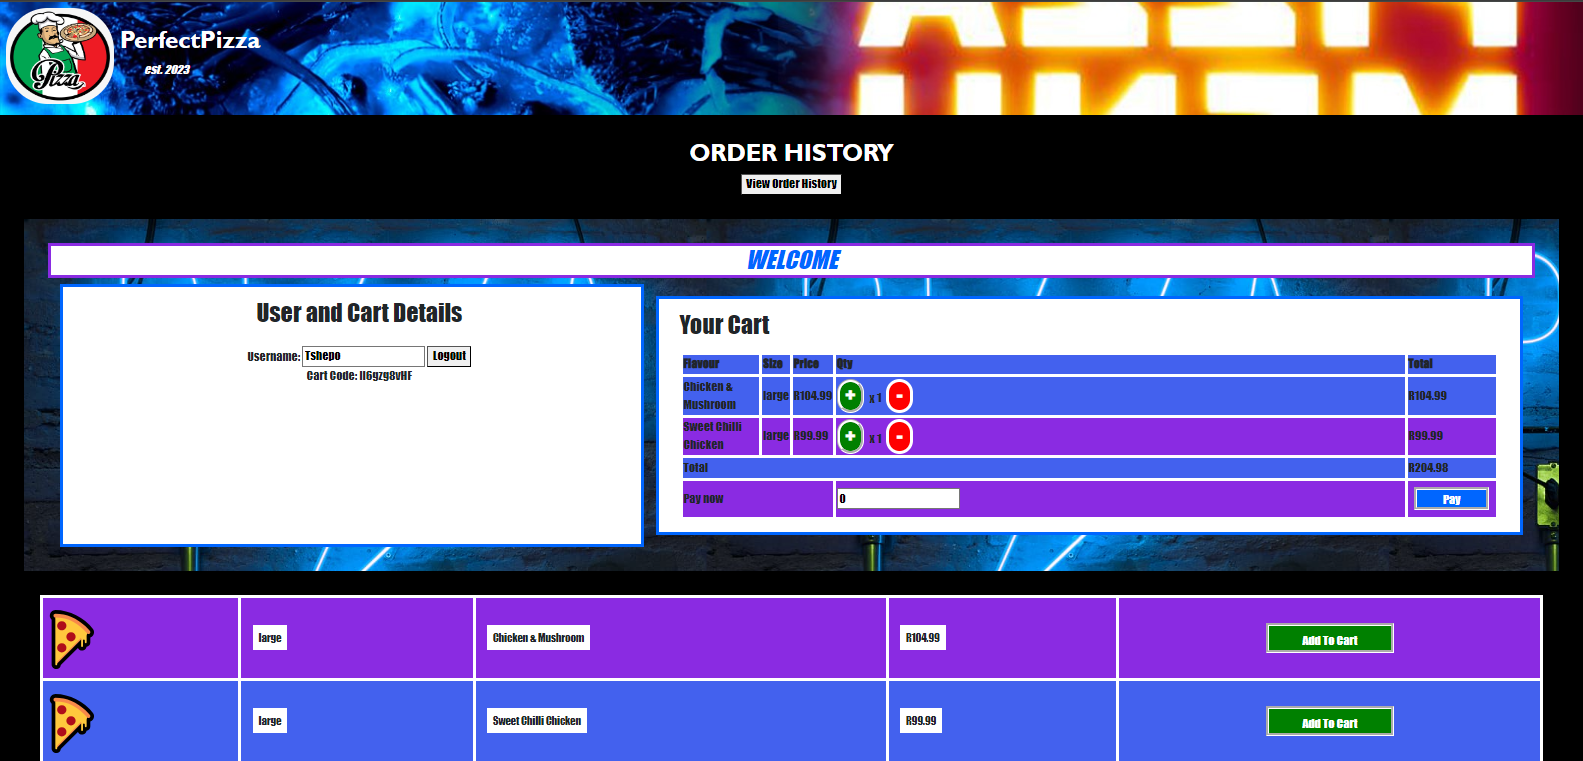 PerfectPizza
est. 2023
Pizza
ORDER HISTORY
View Order History
WELCOME
User and Cart Details
Username: Tshepo Logout
Cart Code: 
Your Cart
Flavour Size Price Qty Total
Chicken & Mushroom large R104.99 + x 1 - R104.99
Sweet Chilli Chicken large R99.99 + x 1 - R99.99
Total R204.98
Pay now 0 Pay
large Chicken & Mushroom R104.99 Add To Cart
large Sweet Chilli Chicken R99.99 Add To Cart